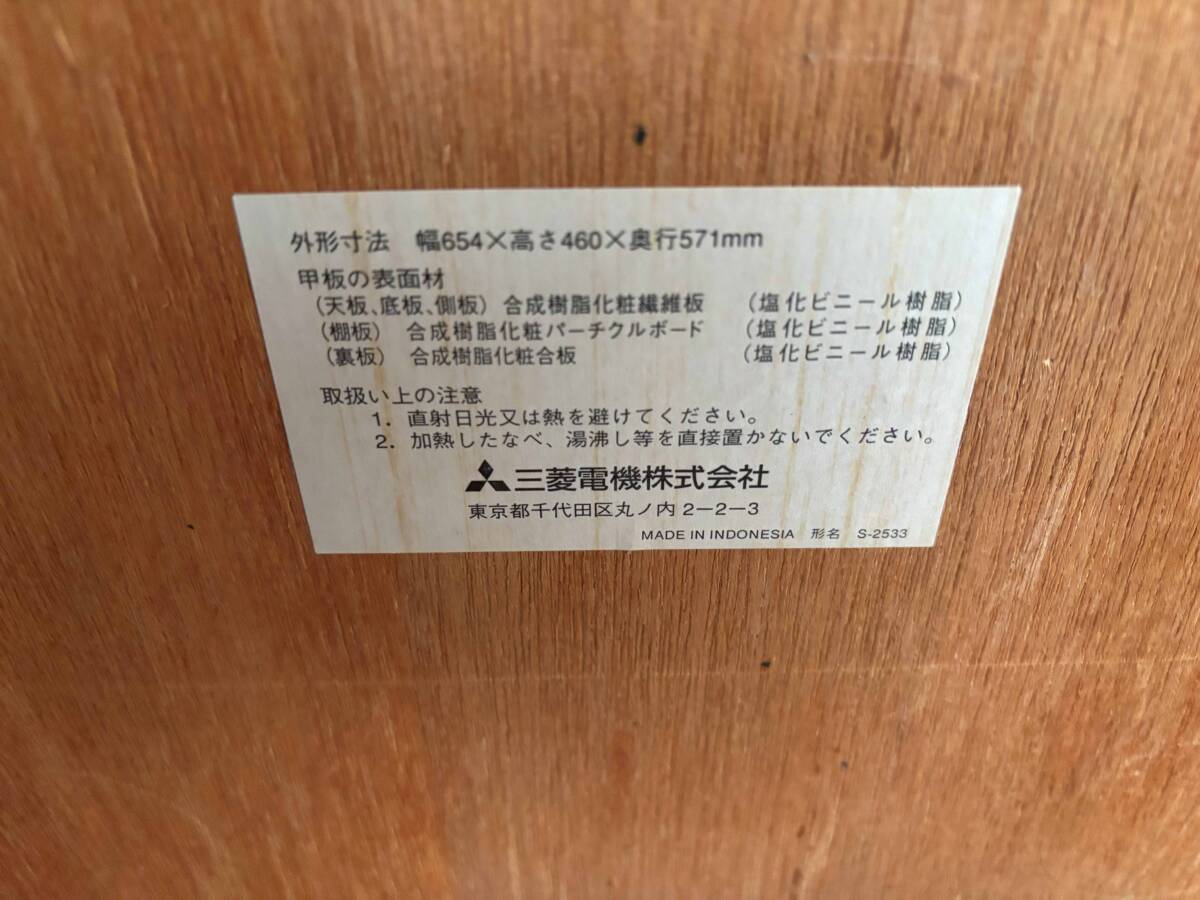 外形寸法 幅654×高さ460×奥行571mm
甲板の表面材
(天板、底板、側板) 合成樹脂化粧繊維板 (塩化ビニール樹脂)
(棚板) 合成樹脂化粧パーチクルボード (塩化ビニール樹脂)
(裏板) 合成樹脂化粧合板 (塩化ビニール樹脂)
取扱い上の注意
1. 直射日光又は熱を避けてください。
2. 加熱したなべ、湯沸し等を直接置かないでください。
三菱電機株式会社
東京都千代田区丸ノ内2-2-3
MADE IN INDONESIA 形名 S-2533